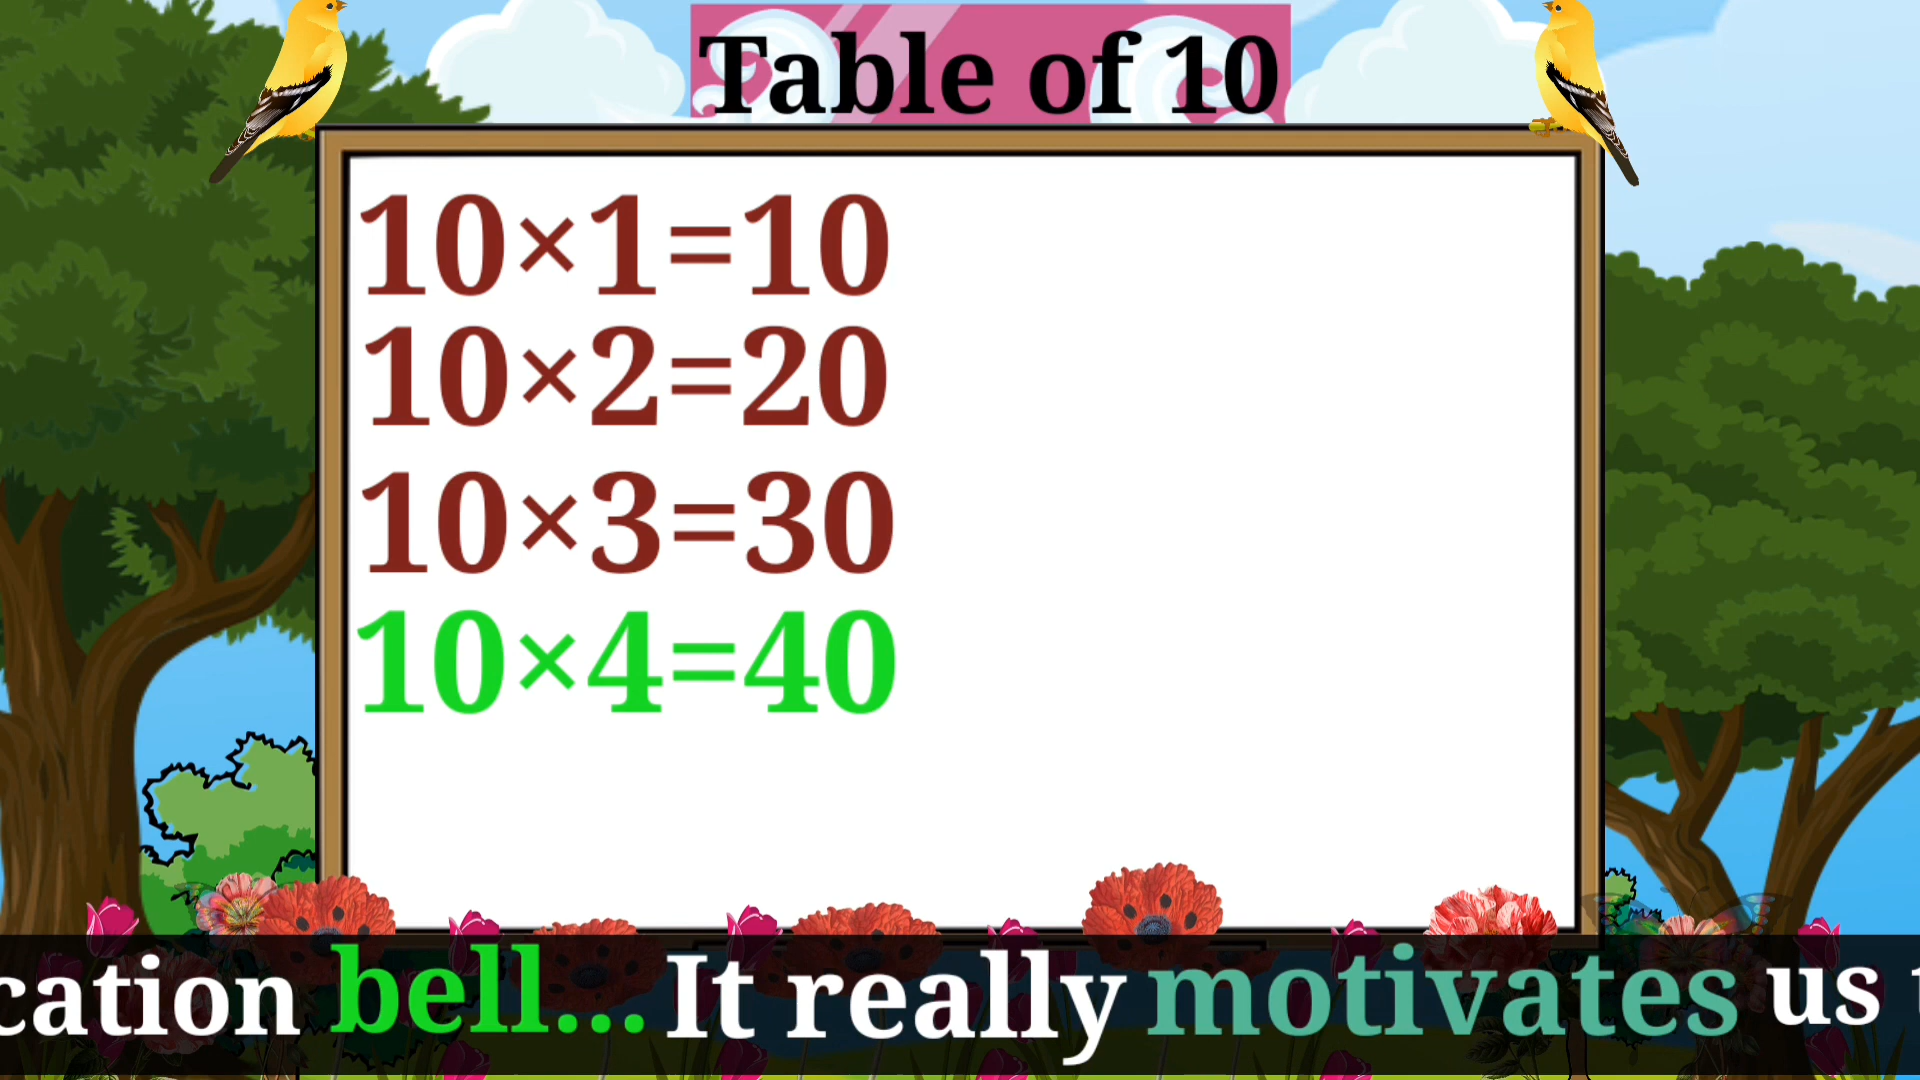 Table of 10
10×1=10
10×2=20
10×3=30
10×4=40
cation bell... It really motivates us